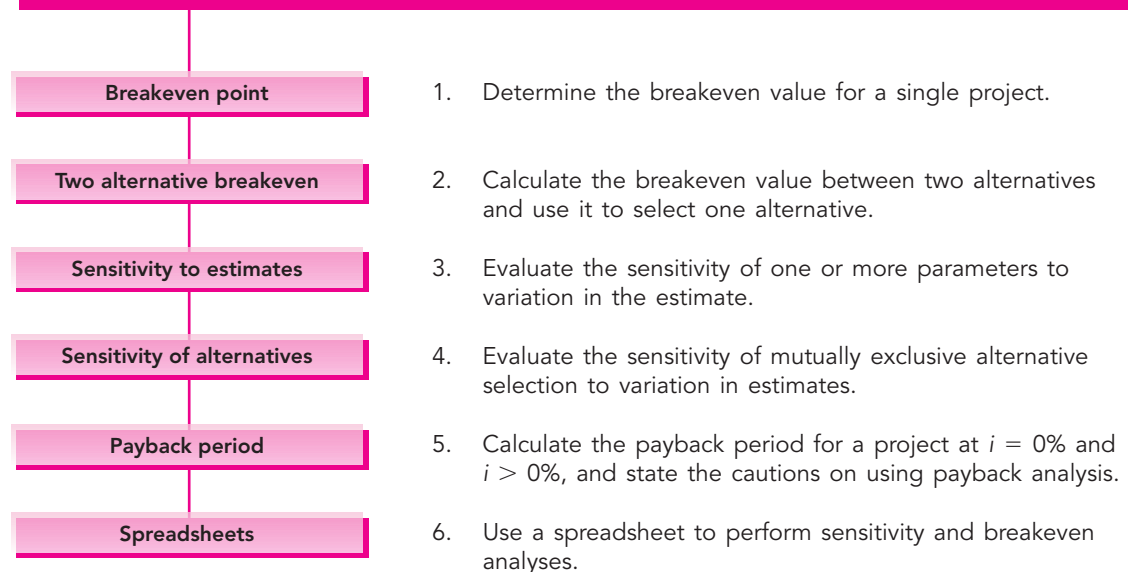 Breakeven point
1. Determine the breakeven value for a single project.
Two alternative breakeven
2. Calculate the breakeven value between two alternatives
and use it to select one alternative.
Sensitivity to estimates
3. Evaluate the sensitivity of one or more parameters to
variation in the estimate.
Sensitivity of alternatives
4. Evaluate the sensitivity of mutually exclusive alternative
selection to variation in estimates.
Payback period
5. Calculate the payback period for a project at i = 0% and
i > 0%, and state the cautions on using payback analysis.
Spreadsheets
6. Use a spreadsheet to perform sensitivity and breakeven
analyses.